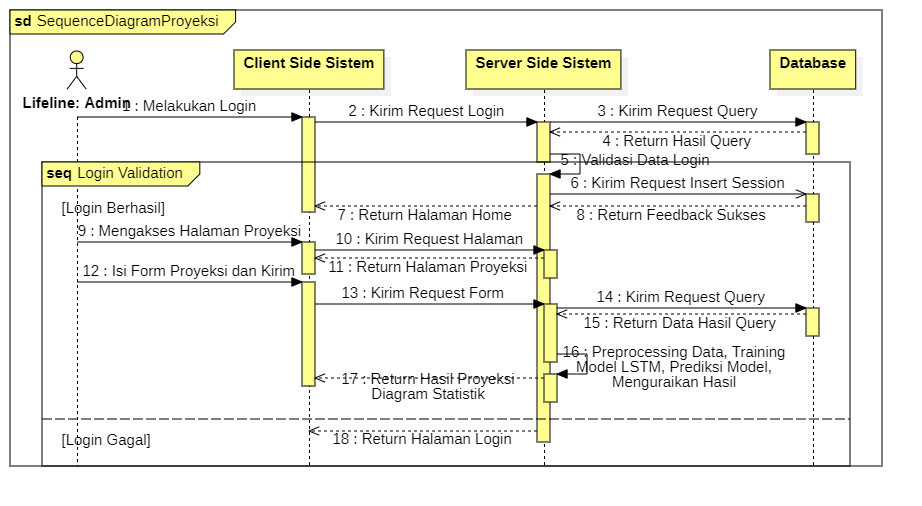 sd SequenceDiagramProyeksi
Client Side Sistem
Server Side Sistem
Database
Lifeline: Admin
1 : Melakukan Login
2 : Kirim Request Login
3 : Kirim Request Query
4 : Return Hasil Query
5 : Validasi Data Login
seq Login Validation
6 : Kirim Request Insert Session
[Login Berhasil]
7 : Return Halaman Home
8 : Return Feedback Sukses
9 : Mengakses Halaman Proyeksi
10 : Kirim Request Halaman
11 : Return Halaman Proyeksi
12 : Isi Form Proyeksi dan Kirim
13 : Kirim Request Form
14 : Kirim Request Query
15 : Return Data Hasil Query
16 : Preprocessing Data, Training
Model LSTM, Prediksi Model,
Menguraikan Hasil
17 : Return Hasil Proyeksi
Diagram Statistik
[Login Gagal]
18 : Return Halaman Login